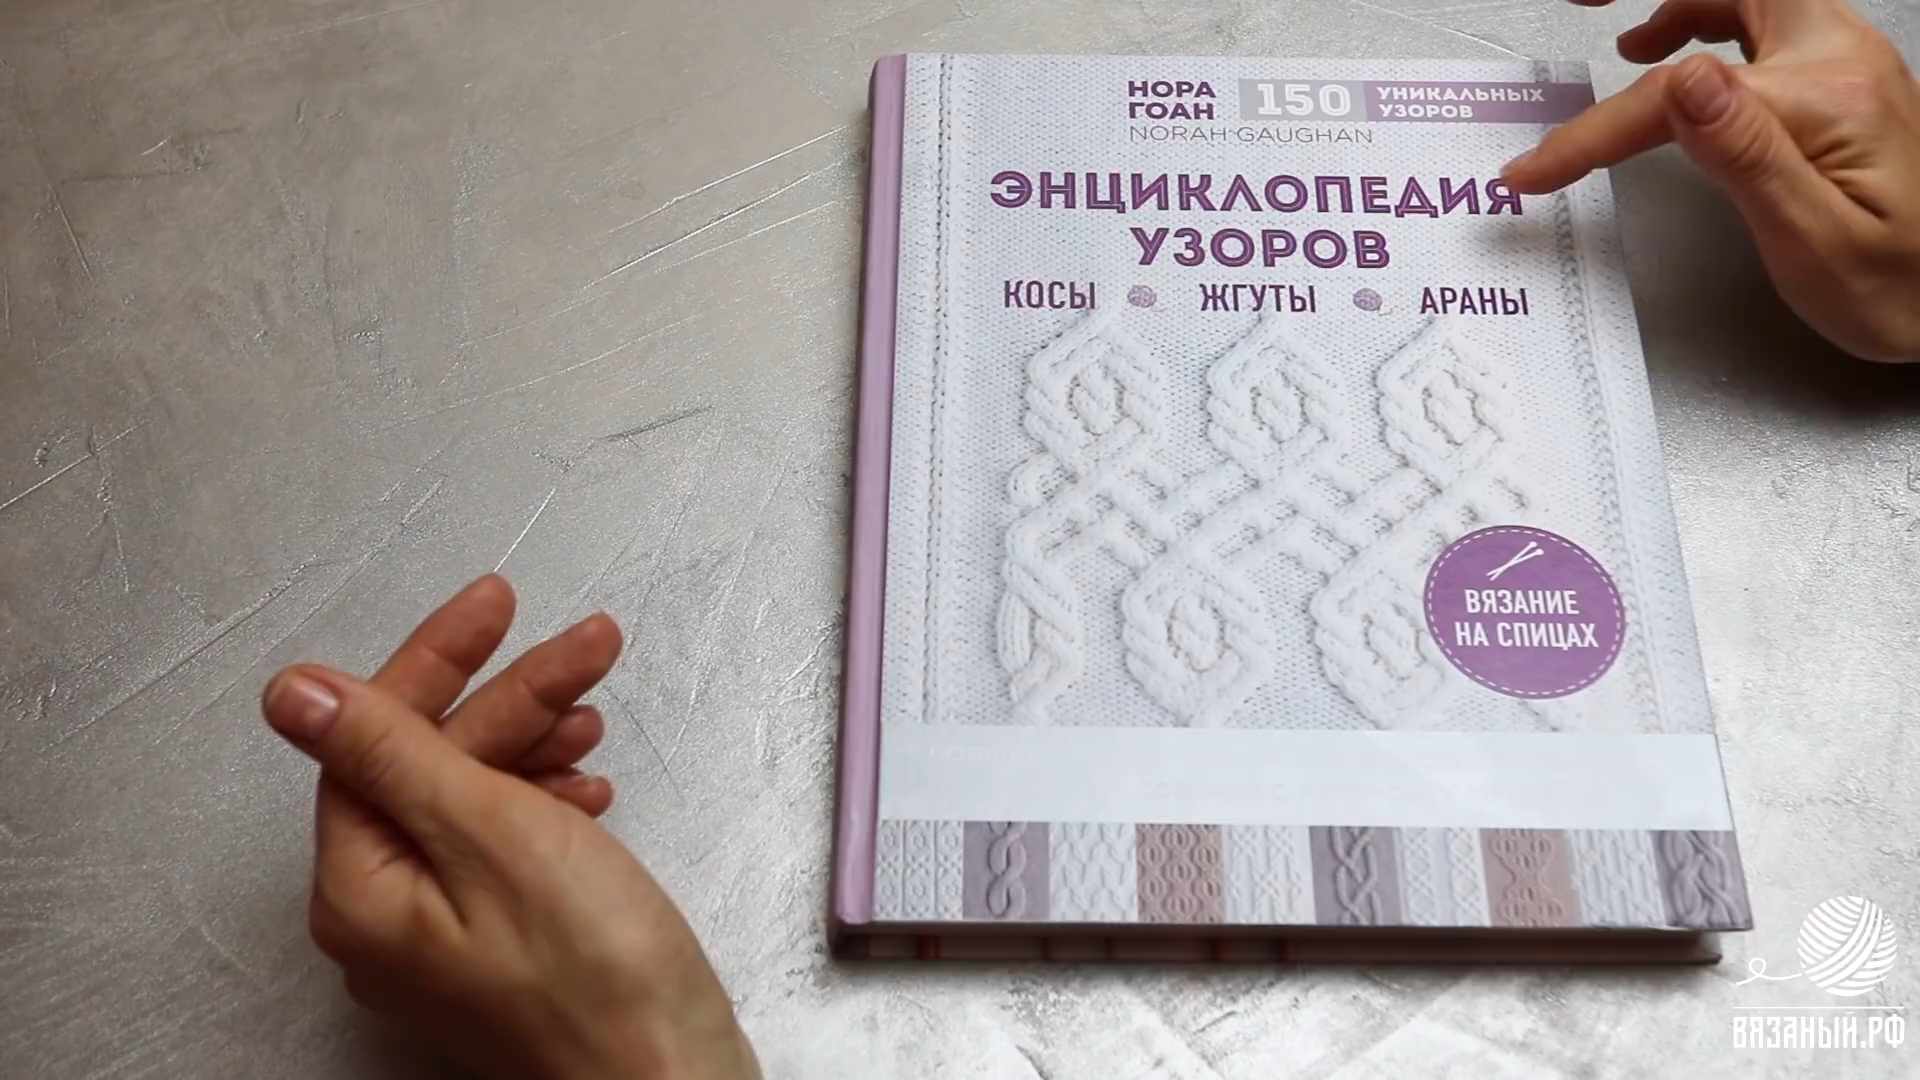 НОРА
ГОАН
NORAH GAUGHAN
150
УНИКАЛЬНЫХ
УЗОРОВ
ЭНЦИКЛОПЕДИЯ
УЗОРОВ
КОСЫ ЖГУТЫ АРАНЫ
ВЯЗАНИЕ
НА СПИЦАХ
ВЯЗАНЫЙ.РФ